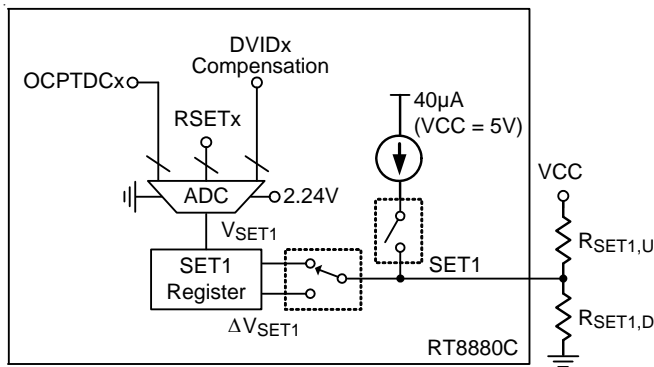 DVIDx
Compensation
OCPTDCx
RSETx
40µA
(VCC = 5V)
VCC
ADC
2.24V
VSET1
RSET1,U
SET1
Register
SET1
ΔVSET1
RSET1,D
RT8880C